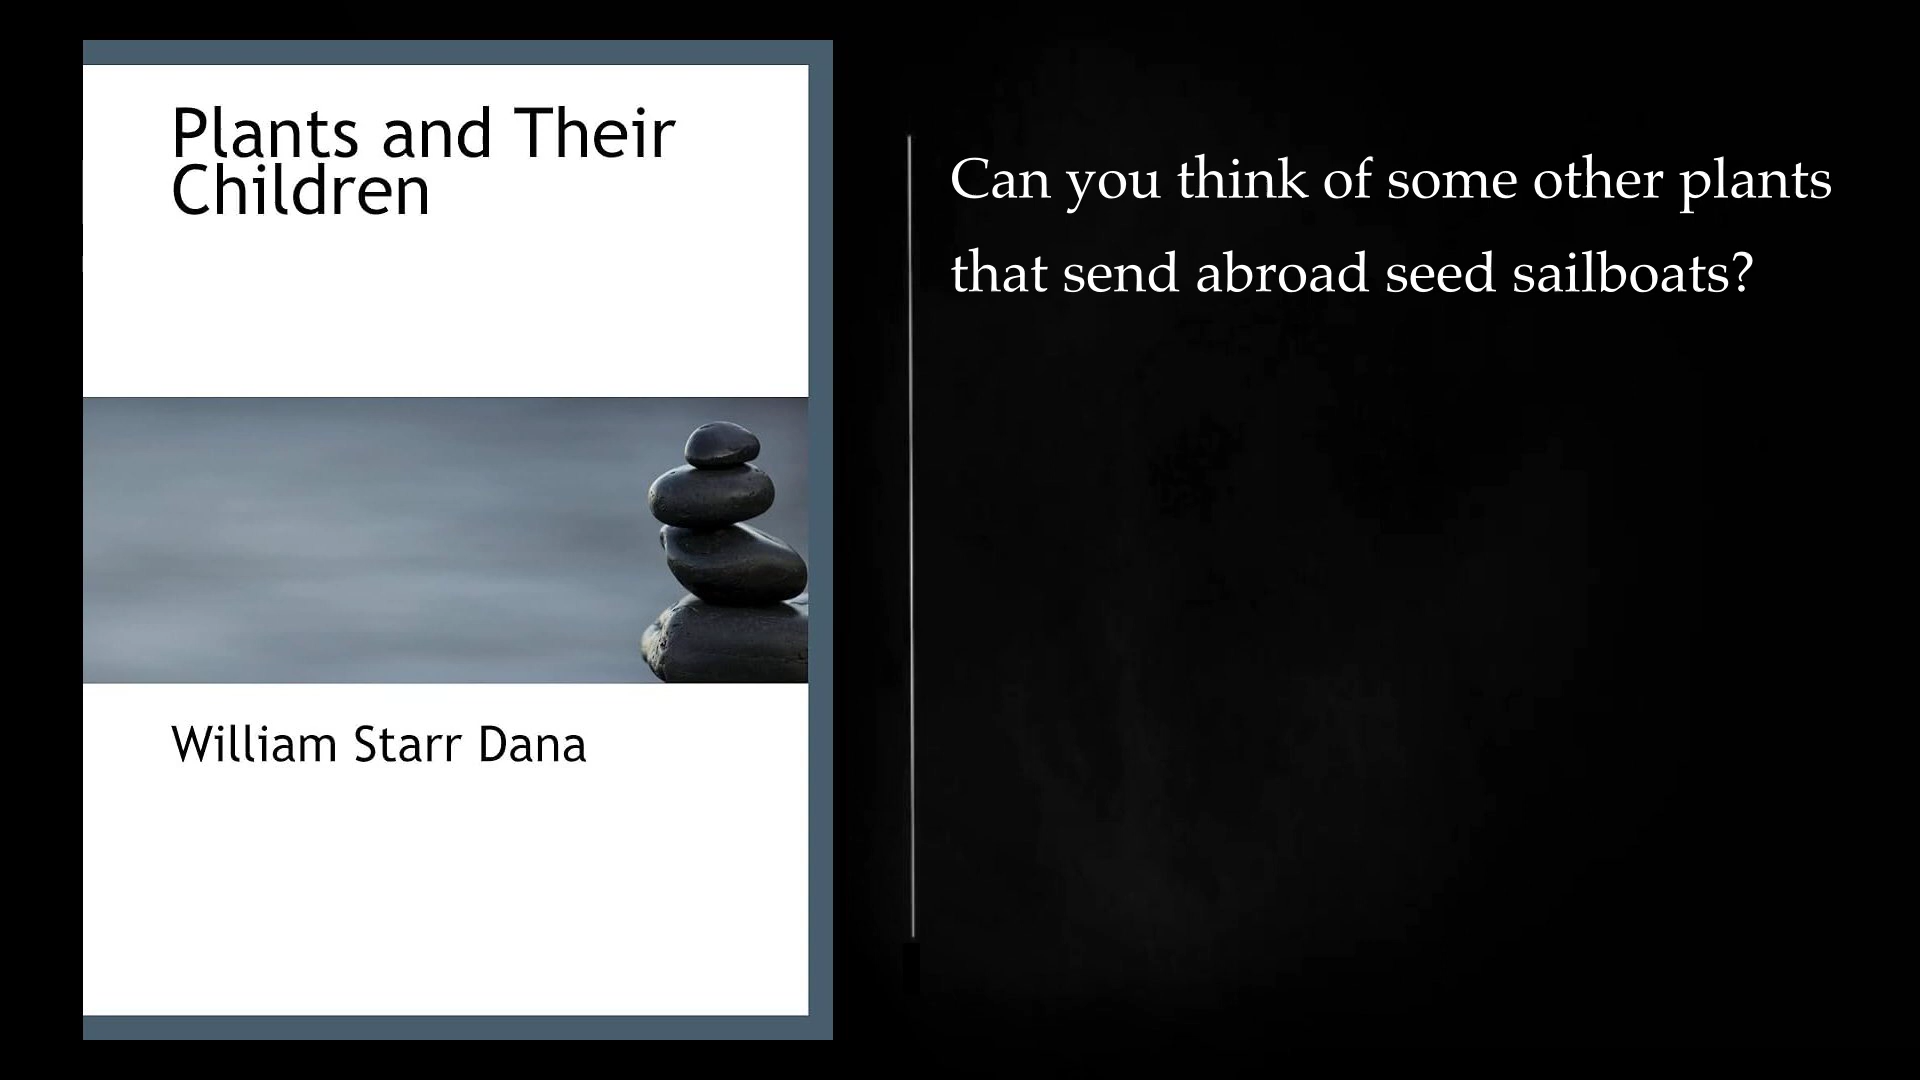 Plants and Their
Children
William Starr Dana
Can you think of some other plants
that send abroad seed sailboats?